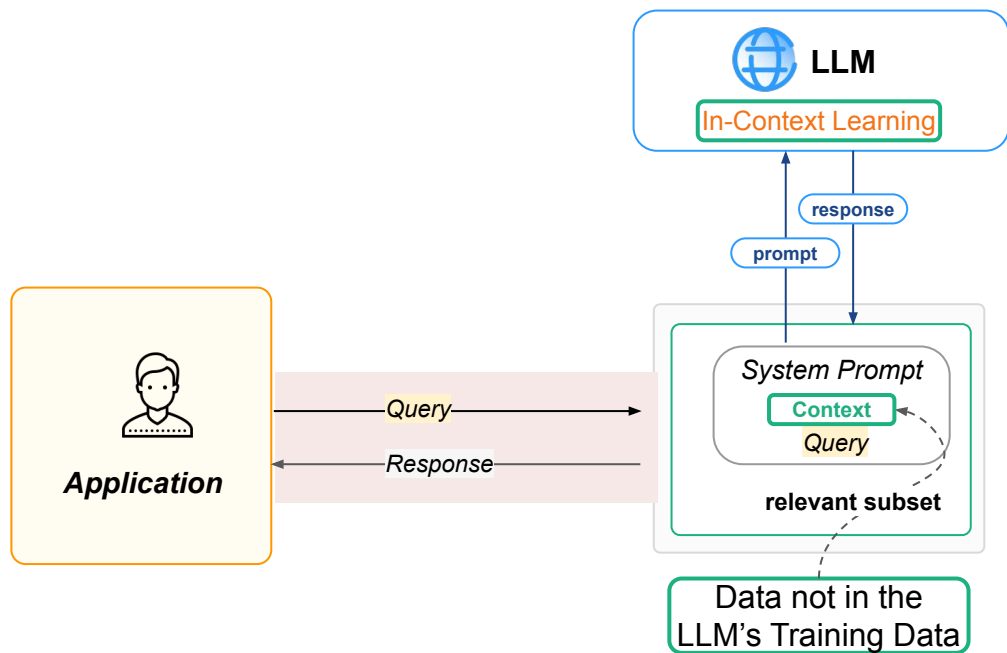 LLM
In-Context Learning
response
prompt
System Prompt
Context
Query
Query
Response
Application
relevant subset
Data not in the
LLM’s Training Data